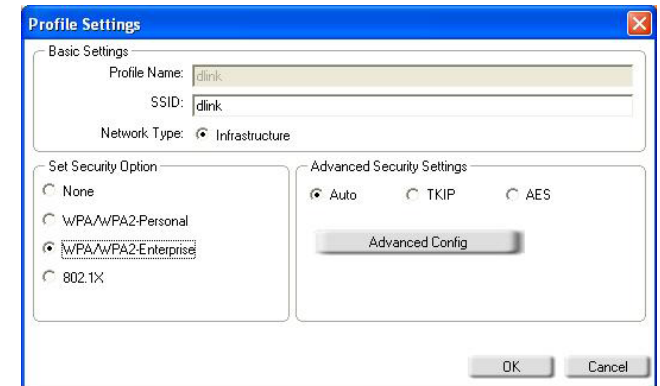 Profile Settings
Basic Settings
Profile Name: dlink
SSID: dlink
Network Type: Infrastructure
Set Security Option
None
WPA/WPA2-Personal
WPA/WPA2-Enterprise
802.1X
Advanced Security Settings
Auto TKIP AES
Advanced Config
OK Cancel